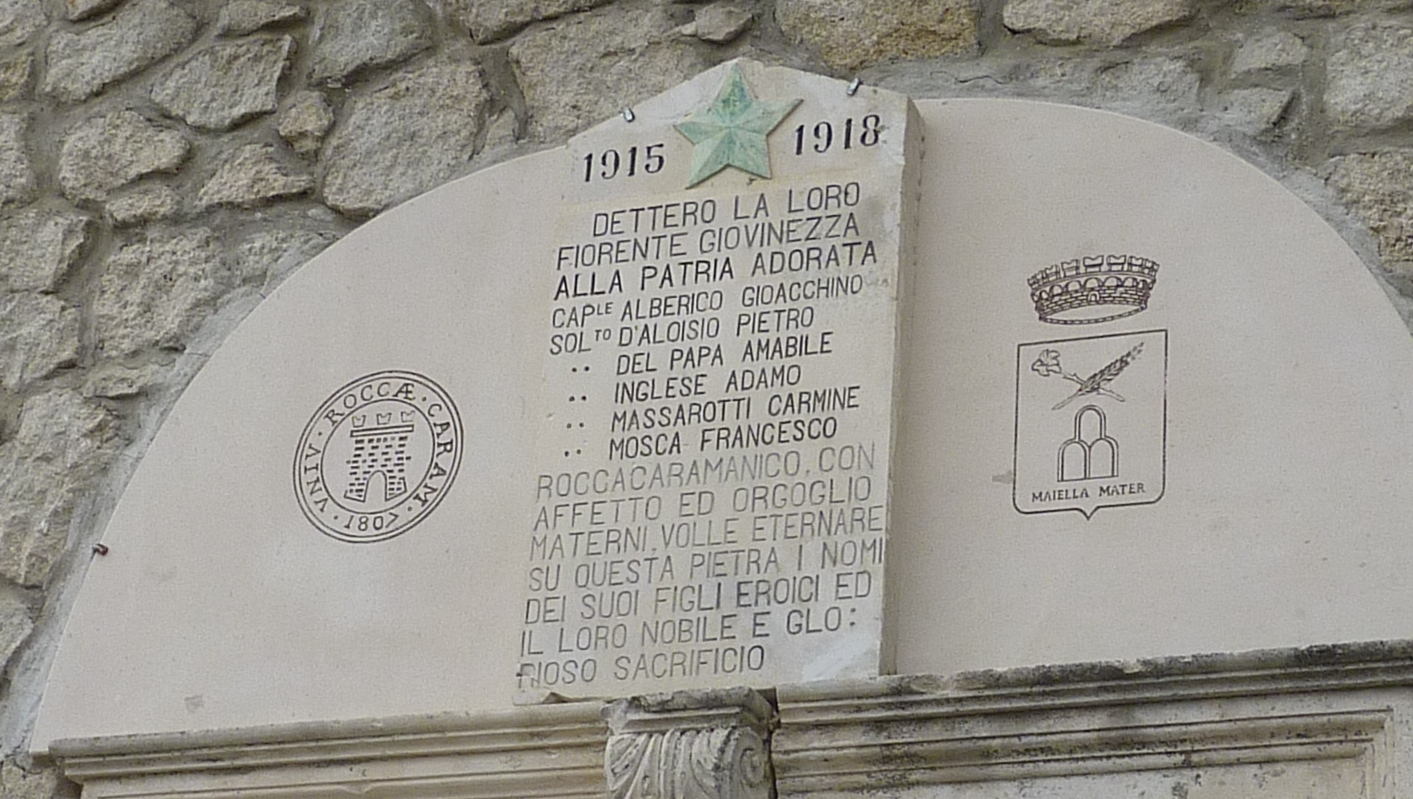 1915 1918
DETTERO LA LORO
FIORENTE GIOVINEZZA
ALLA PATRIA ADORATA
CAPLE ALBERICO GIOACCHINO
SOLTO D'ALOISIO PIETRO
.. DEL PAPA AMABILE
.. INGLESE ADAMO
.. MASSAROTTI CARMINE
.. MOSCA FRANCESCO
ROCCACARAMANICO, CON
AFFETTO ED ORGOGLIO
MATERNI, VOLLE ETERNARE
SU QUESTA PIETRA I NOMI
DEI SUOI FIGLI EROICI ED
IL LORO NOBILE E GLO:
RIOSO SACRIFICIO
UNIV · ROCCÆ · CARAM · 1807 ·
MAIELLA MATER